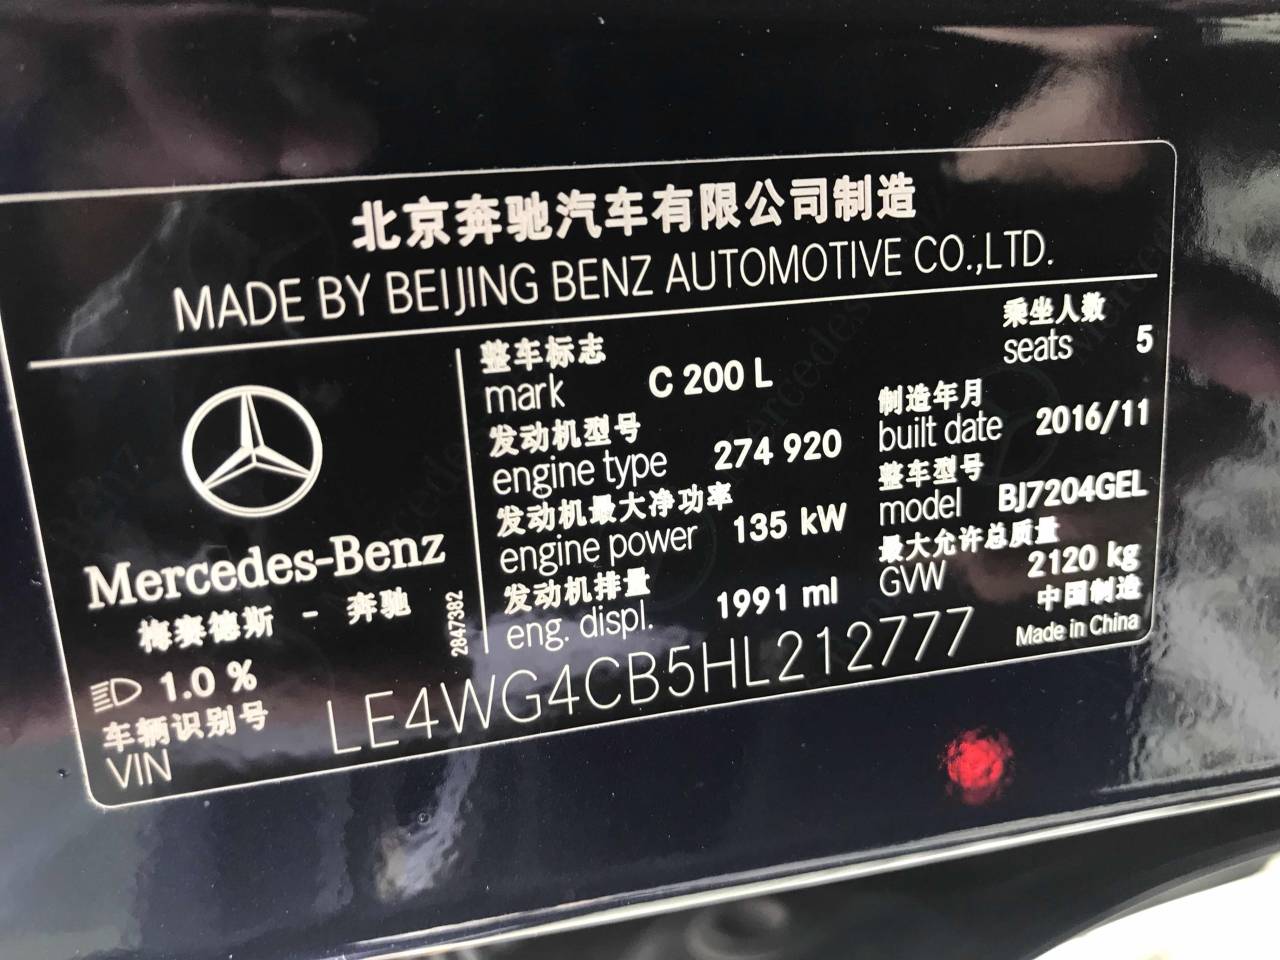 北京奔驰汽车有限公司制造
MADE BY BEIJING BENZ AUTOMOTIVE CO.,LTD.
Mercedes-Benz
梅赛德斯 - 奔驰
1.0 %
2847382
整车标志
mark C 200 L
发动机型号
engine type 274 920
发动机最大净功率
engine power 135 kW
发动机排量
eng. displ. 1991 ml
乘坐人数
seats 5
制造年月
built date 2016/11
整车型号
model BJ7204GEL
最大允许总质量
GVW 2120 kg
中国制造
Made in China
车辆识别号
VIN LE4WG4CB5HL212777